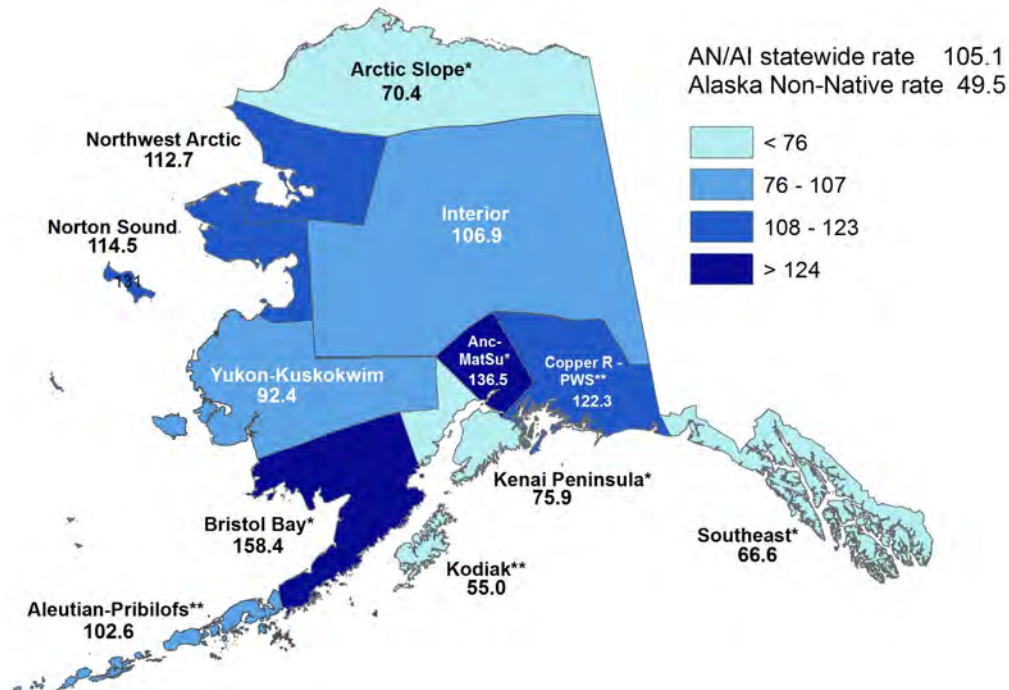 AN/AI statewide rate 105.1
Alaska Non-Native rate 49.5
< 76
76 - 107
108 - 123
> 124
Arctic Slope*
70.4
Northwest Arctic
112.7
Norton Sound
114.5
131
Interior
106.9
Anc-
MatSu*
136.5
Copper R -
PWS**
122.3
Yukon-Kuskokwim
92.4
Kenai Peninsula*
75.9
Bristol Bay*
158.4
Southeast*
66.6
Kodiak**
55.0
Aleutian-Pribilofs**
102.6